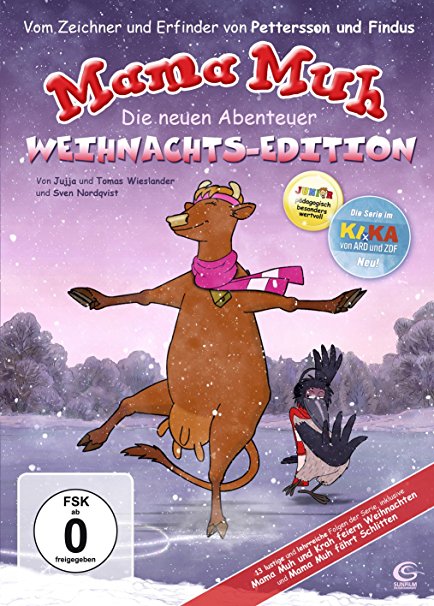 Vom Zeichner und Erfinder von Pettersson und Findus
Mama Muh
Die neuen Abenteuer
WEIHNACHTS-EDITION
Von Jujja und Tomas Wieslander
und Sven Nordqvist
JUNIOR
pädagogisch
besonders
wertvoll
Die Serie im
KiKA
von ARD und ZDF
Neu!
FSK
ab
0
freigegeben
13 lustige und lehrreiche Folgen der Serie, inklusive
Mama Muh und Krah feiern Weihnachten
und Mama Muh fährt Schlitten
SUNFILM